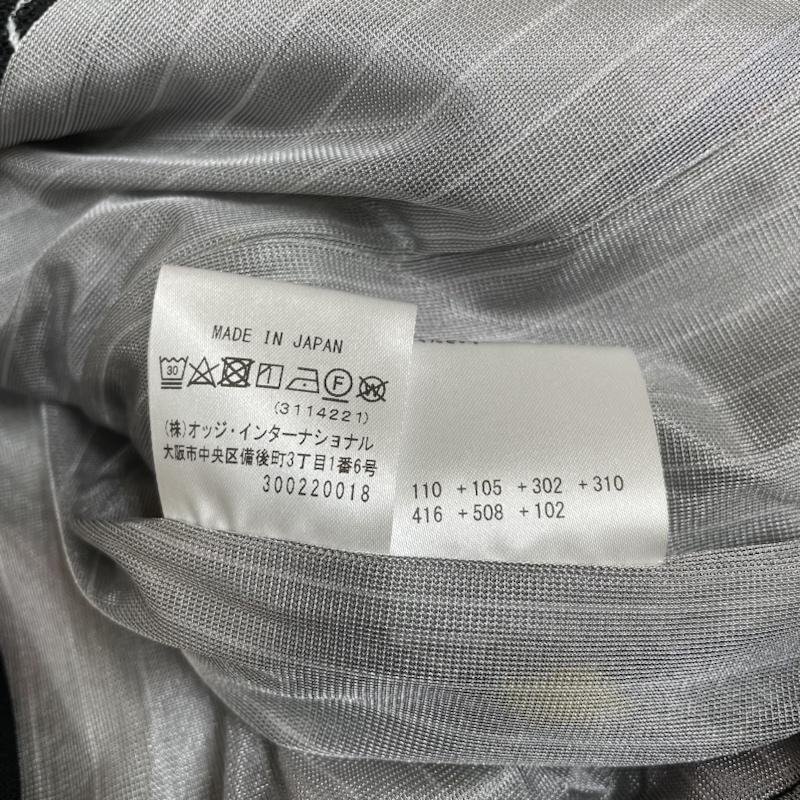 MADE IN JAPAN
30
F
W
(3114221)
(株)オッジ・インターナショナル
大阪市中央区備後町3丁目1番6号
300220018
110 +105 +302 +310
416 +508 +102